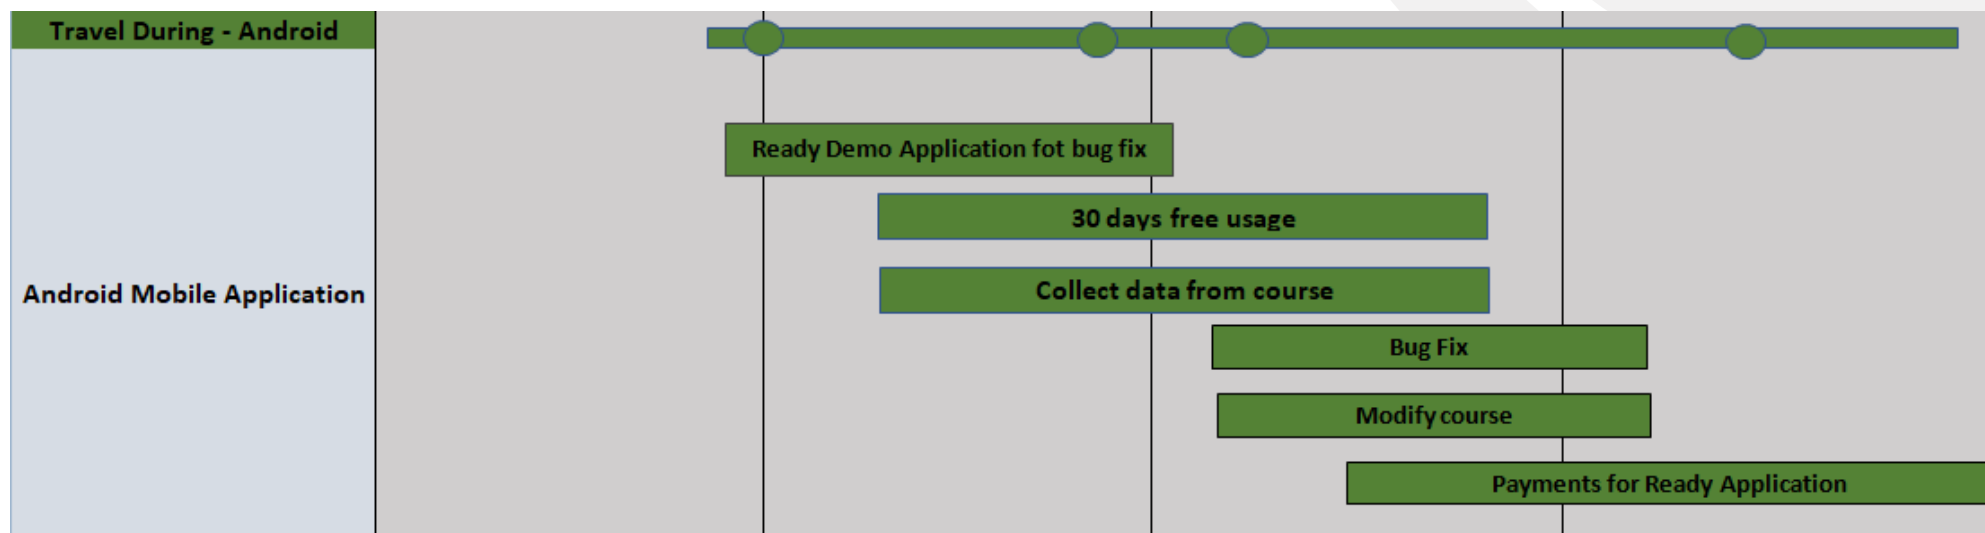 Travel During - Android
Ready Demo Application fot bug fix
30 days free usage
Android Mobile Application
Collect data from course
Bug Fix
Modify course
Payments for Ready Application